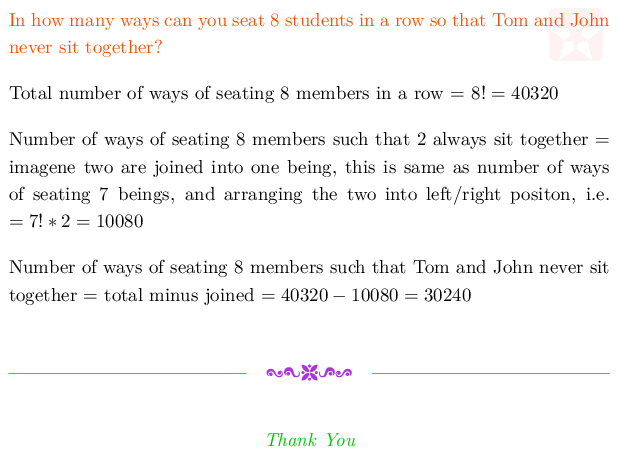 In how many ways can you seat 8 students in a row so that Tom and John
never sit together?
Total number of ways of seating 8 members in a row = 8! = 40320
Number of ways of seating 8 members such that 2 always sit together =
imagene two are joined into one being, this is same as number of ways
of seating 7 beings, and arranging the two into left/right positon, i.e.
= 7! ∗ 2 = 10080
Number of ways of seating 8 members such that Tom and John never sit
together = total minus joined = 40320 − 10080 = 30240
Thank You